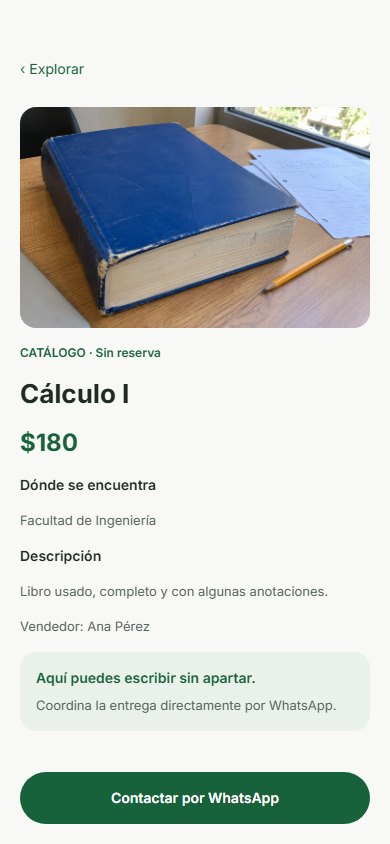 ‹ Explorar
CATÁLOGO · Sin reserva
Cálculo I
$180
Dónde se encuentra
Facultad de Ingeniería
Descripción
Libro usado, completo y con algunas anotaciones.
Vendedor: Ana Pérez
Aquí puedes escribir sin apartar.
Coordina la entrega directamente por WhatsApp.
Contactar por WhatsApp